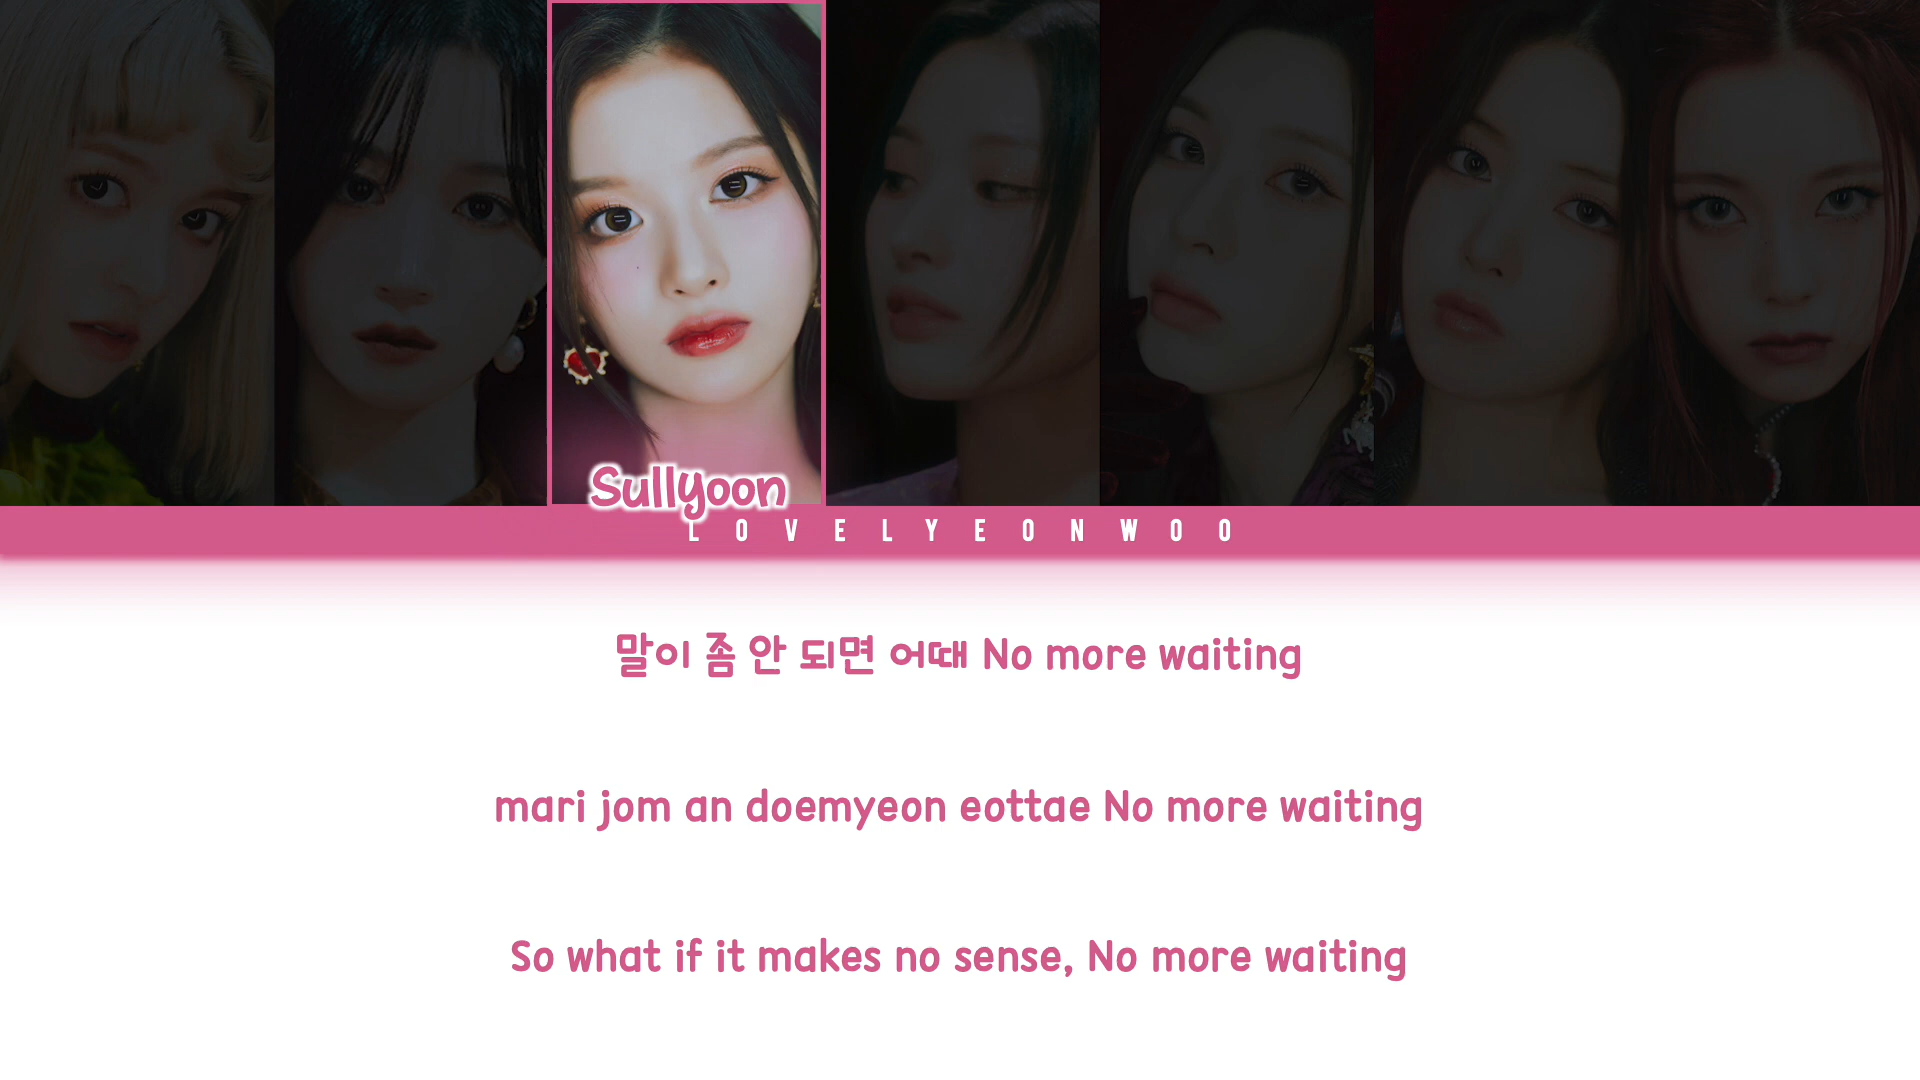 Sullyoon
LOVELYEONWOO
말이 좀 안 되면 어때 No more waiting
mari jom an doemyeon eottae No more waiting
So what if it makes no sense, No more waiting